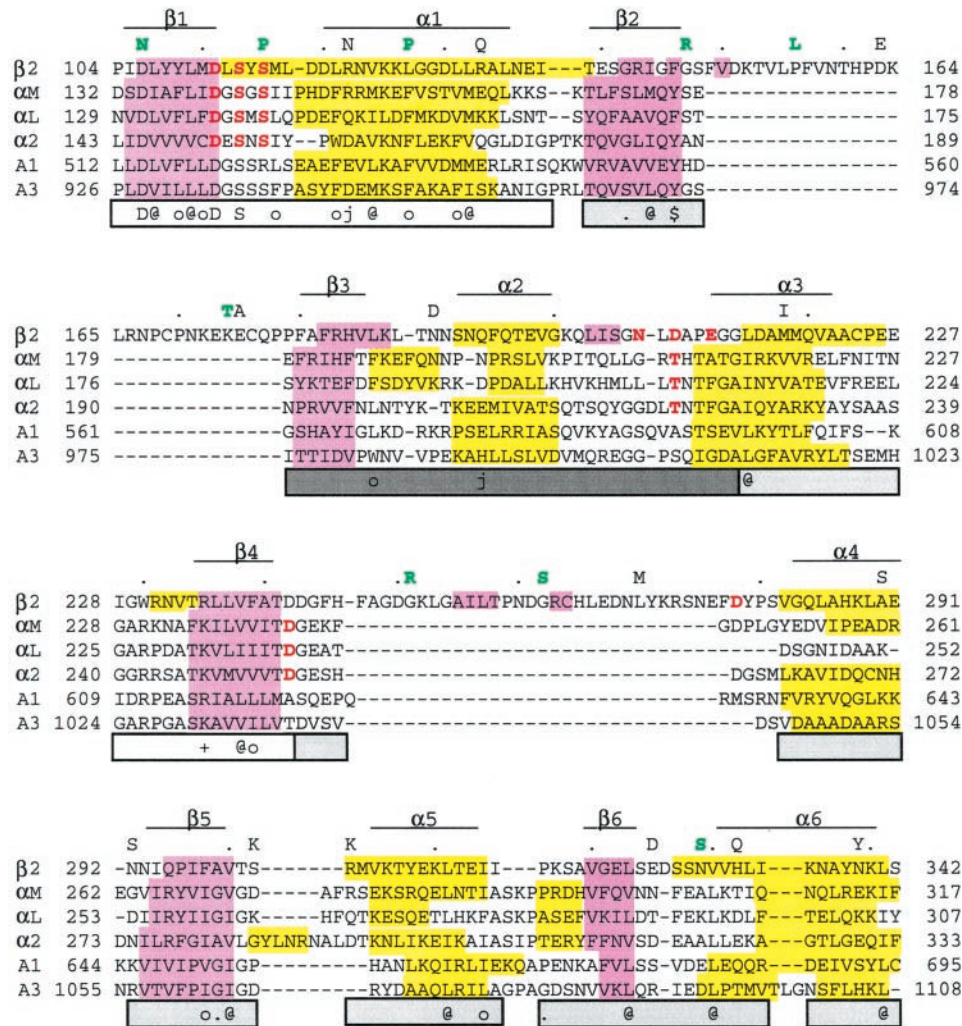 β1 α1 β2
N . P N P . Q . R . L . E
β2 104 PIDLYYLMDLSYSML-DDLRNVKKLGGDLLRALNEI---TESGRIGFGSFVDKTVLPFVNTHPDK 164
αM 132 DSDIAFLIDGSGSIIPHDFRRMKEFVSTVMEQLKKS-KTLFSLMQYSE---------------- 178
αL 129 NVDLVFLFDGSMSLQPDEFQKILDFMKDVMKKLSNT--SYQFAAVQFST---------------- 175
α2 143 LIDVVVVCDESNSIY--PWDAVKNFLEKFVQGLDIGPTKTQVGLIQYAN---------------- 189
A1 512 LLDLVFLLDGSSRLSEAEFEVLKAFVVDMMERLRISQKWVRVAVVEYHD---------------- 560
A3 926 PLDVILLLDGSSSFPASYFDEMKSFAKAFISKANIGPRLTQVSVLQYGS---------------- 974
D@ o@oD S o oj @ o o@ . @ $
β3 α2 α3
. TA . D . I .
β2 165 LRNPCPNKEKECQPPFAFRHVLKL-TNNSNQFQTEVGKQLISGN-LDAPEGGLDAMMQVAACPEE 227
αM 179 --------------EFRIHFTFKEFQNN-PNPRSLVKPITQLLG-RTHTATGIRKVVRELFNITN 227
αL 176 --------------SYKTEFDFSDYVKRK-DPDALLKHVKHMLL-LTNTFGAINYVATEVFREEL 224
α2 190 --------------NPRVVFNLNTYK-TKEEMIVATSQTSQYGGDLTNTFGAIQYARKYAYSAAS 239
A1 561 --------------GSHAYIGLKD-RKRPSELRRIASQVKYAGSQVASTSEVLKYTLFQIFS--K 608
A3 975 --------------ITTIDVPWNV-VPEKAHLLSLVDVMQREGG-PSQIGDALGFAVRYLTSEMH 1023
o j @
β4 α4
. . R . S M . S
β2 228 IGWRNVTRLLVFATDDGFH-FAGDGKLGAILTPNDGRCHLEDNLYKRSNEFDYPSVGQLAHKLAE 291
αM 228 GARKNAFKILVVITDGEKF------------------------------GDPLGYEDVIPEADR 261
αL 225 GARPDATKVLIIITDGEAT-----------------------------------DSGNIDAAK- 252
α2 240 GGRRSATKVMVVVTDGESH-------------------------------DGSMLKAVIDQCNH 272
A1 609 IDRPEASRIALLLMASQEPQ------------------------------RMSRNFVRYVQGLKK 643
A3 1024 GARPGASKAVVILVTDVSV---------------------------------DSVDAAADAARS 1054
+ @o
β5 α5 β6 α6
S . K K . . D S.Q Y.
β2 292 -NNIQPIFAVTS-------RMVKTYEKLTEII--PKSAVGELSEDSSNVVHLI---KNAYNKLS 342
αM 262 EGVIRYVIGVGD-----AFRSEKSRQELNTIASKPPRDHVFQVNN-FEALKTIQ---NQLREKIF 317
αL 253 -DIIRYIIGIGK-----HFQTKESQETLHKFASKPASEFVKILDT-FEKLKDLF---TELQKKIY 307
α2 273 DNILRFGIAVLGYLNRNALDTKNLIKEIKAIASIPTERYFFNVSD-EAALLEKA---GTLGEQIF 333
A1 644 KKVIVIPVGIGP-------HANLKQIRLIEKQAPENKAFVLSSV-DELEQQR---DEIVSYLC 695
A3 1055 NRVTVFPIGIGD-------RYDAAQLRILAGPAGDSNVVKLQR-IEDLPTMVTLGNSFLHKL- 1108
o.@ @ o . @ @ @